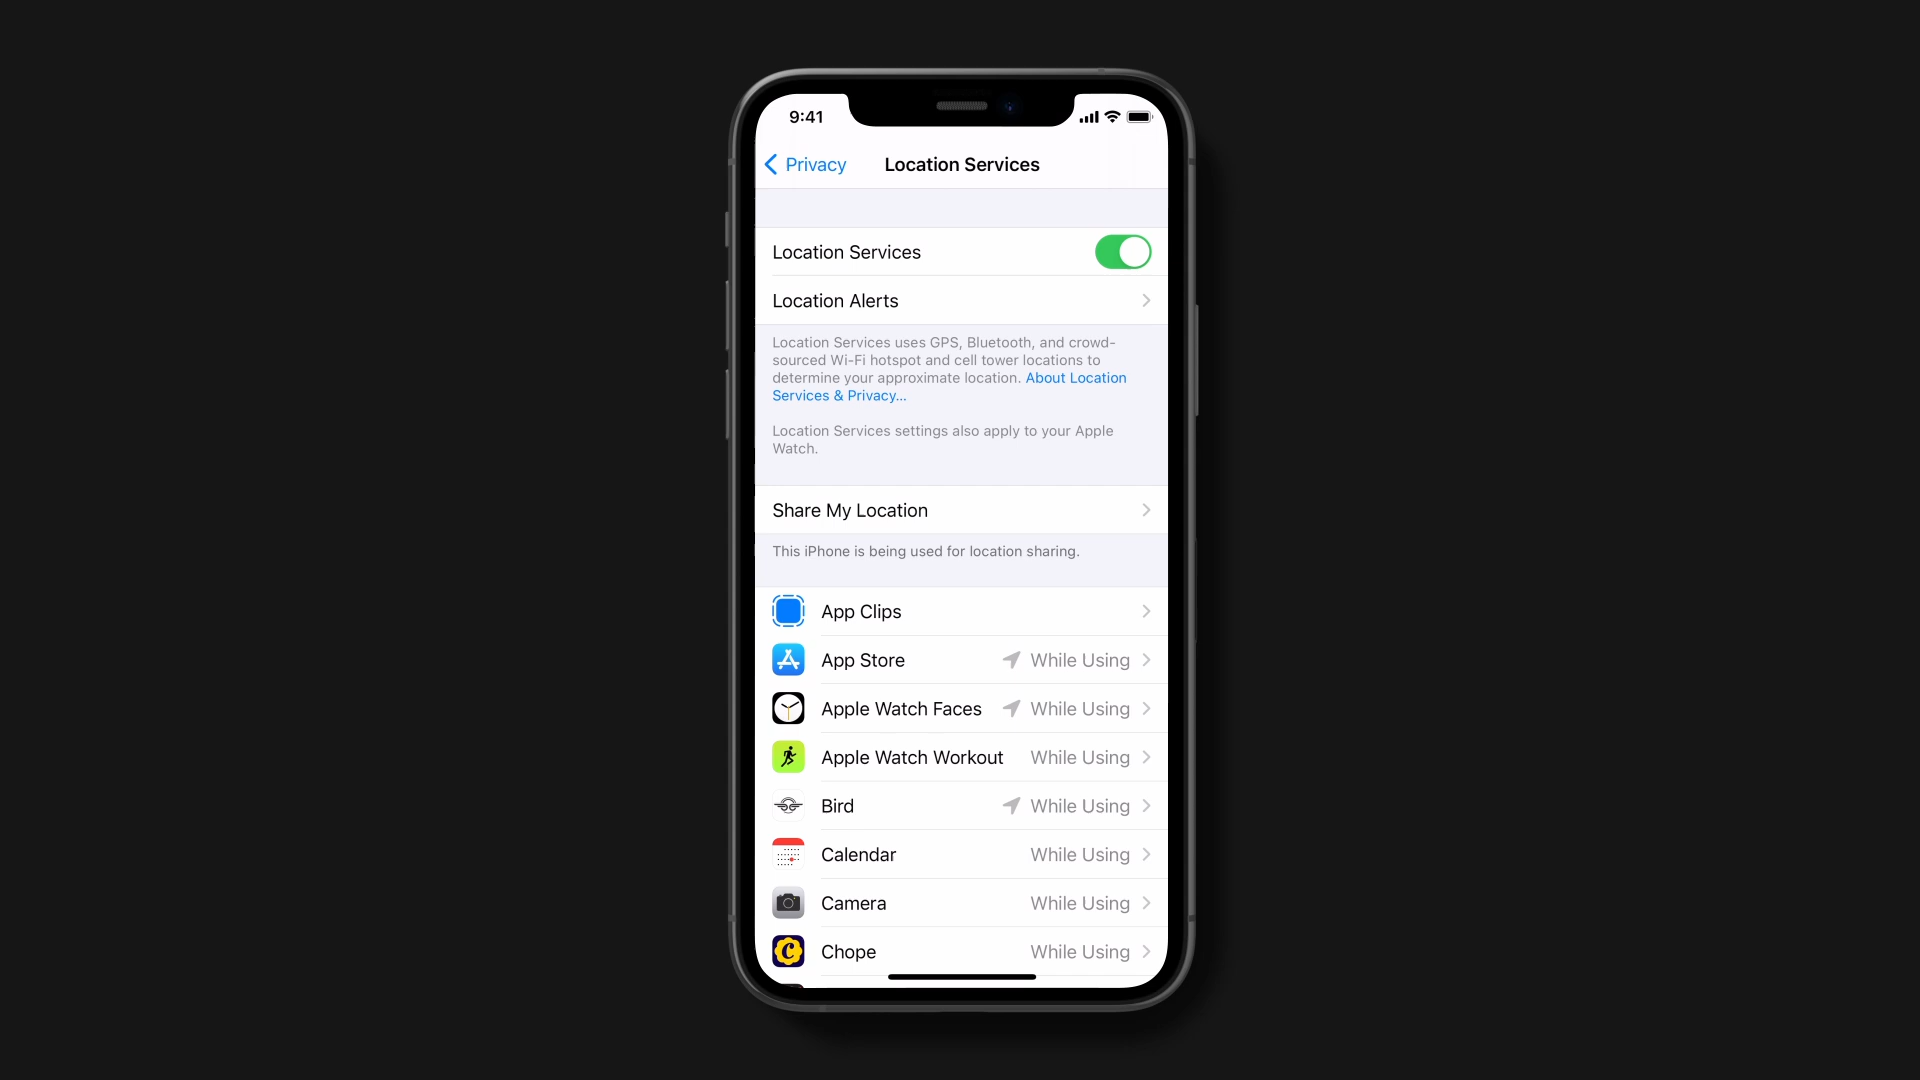 9:41
Privacy
Location Services
Location Services
Location Alerts
Location Services uses GPS, Bluetooth, and crowd-
sourced Wi-Fi hotspot and cell tower locations to
determine your approximate location. About Location
Services & Privacy...
Location Services settings also apply to your Apple
Watch.
Share My Location
This iPhone is being used for location sharing.
App Clips
App Store While Using
Apple Watch Faces While Using
Apple Watch Workout While Using
Bird While Using
Calendar While Using
Camera While Using
Chope While Using